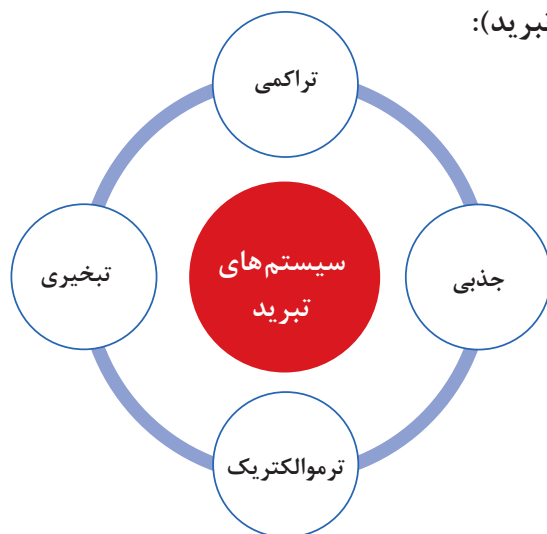 تبرید):
تراکمی
جذبی
سیستم‌های
تبرید
تبخیری
ترموالکتریک